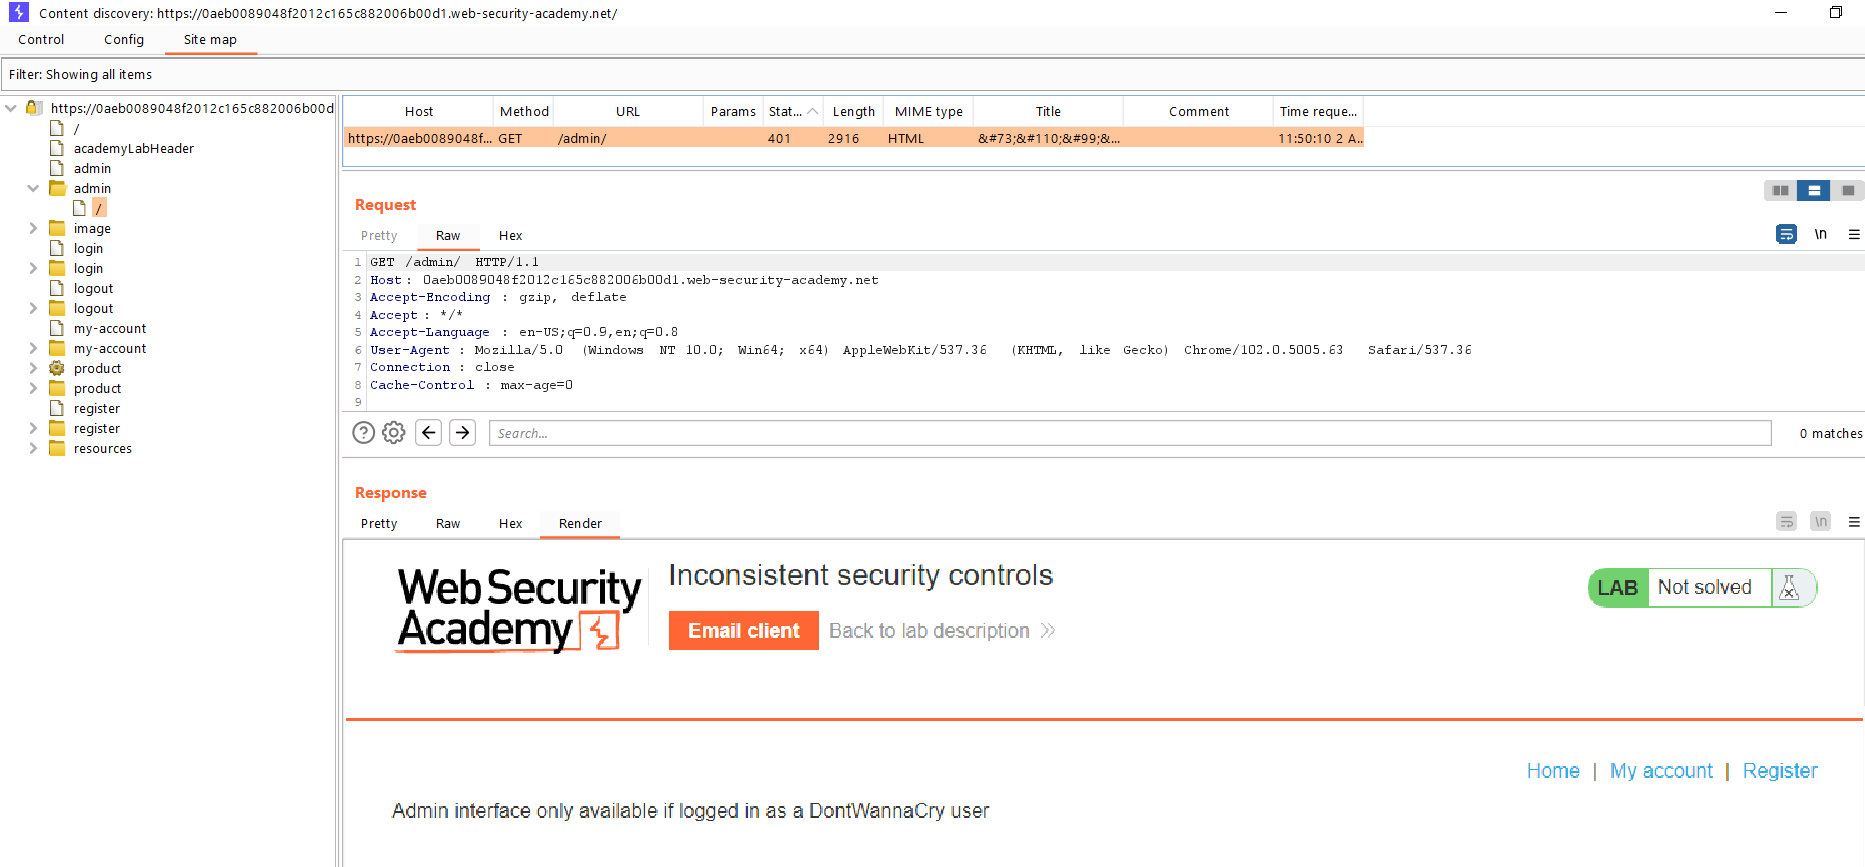 Content discovery: https://0aeb0089048f2012c165c882006b00d1.web-security-academy.net/
Control Config Site map
Filter: Showing all items
https://0aeb0089048f2012c165c882006b00d
/
academyLabHeader
admin
admin
/
image
login
login
logout
logout
my-account
my-account
product
product
register
register
resources
Host Method URL Params Stat... Length MIME type Title Comment Time reque...
https://0aeb0089048f... GET /admin/ 401 2916 HTML &#73;&#110;&#99;&... 11:50:10 2 A..
Request
Pretty Raw Hex
\n
1 GET /admin/ HTTP/1.1
2 Host: 0aeb0089048f2012c165c882006b00d1.web-security-academy.net
3 Accept-Encoding : gzip, deflate
4 Accept : */*
5 Accept-Language : en-US;q=0.9,en;q=0.8
6 User-Agent : Mozilla/5.0 (Windows NT 10.0; Win64; x64) AppleWebKit/537.36 (KHTML, like Gecko) Chrome/102.0.5005.63 Safari/537.36
7 Connection : close
8 Cache-Control : max-age=0
9
Search...
0 matches
Response
Pretty Raw Hex Render
\n
Web Security
Academy
Inconsistent security controls
Email client
Back to lab description
LAB Not solved
Home | My account | Register
Admin interface only available if logged in as a DontWannaCry user